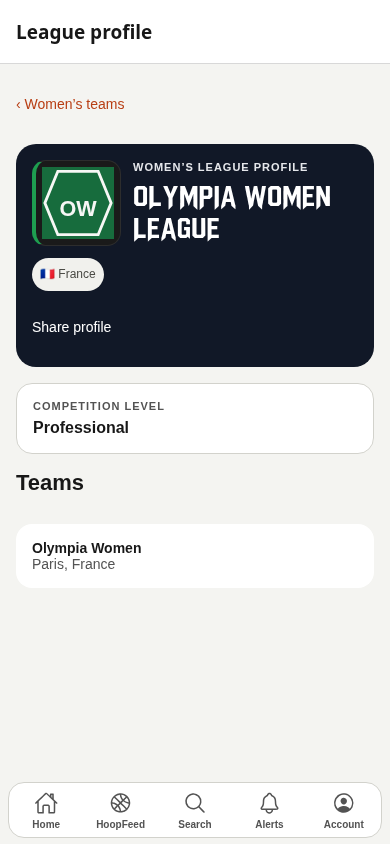 League profile
‹ Women’s teams
OW
WOMEN’S LEAGUE PROFILE
OLYMPIA WOMEN
LEAGUE
France
Share profile
COMPETITION LEVEL
Professional
Teams
Olympia Women
Paris, France
Home
HoopFeed
Search
Alerts
Account